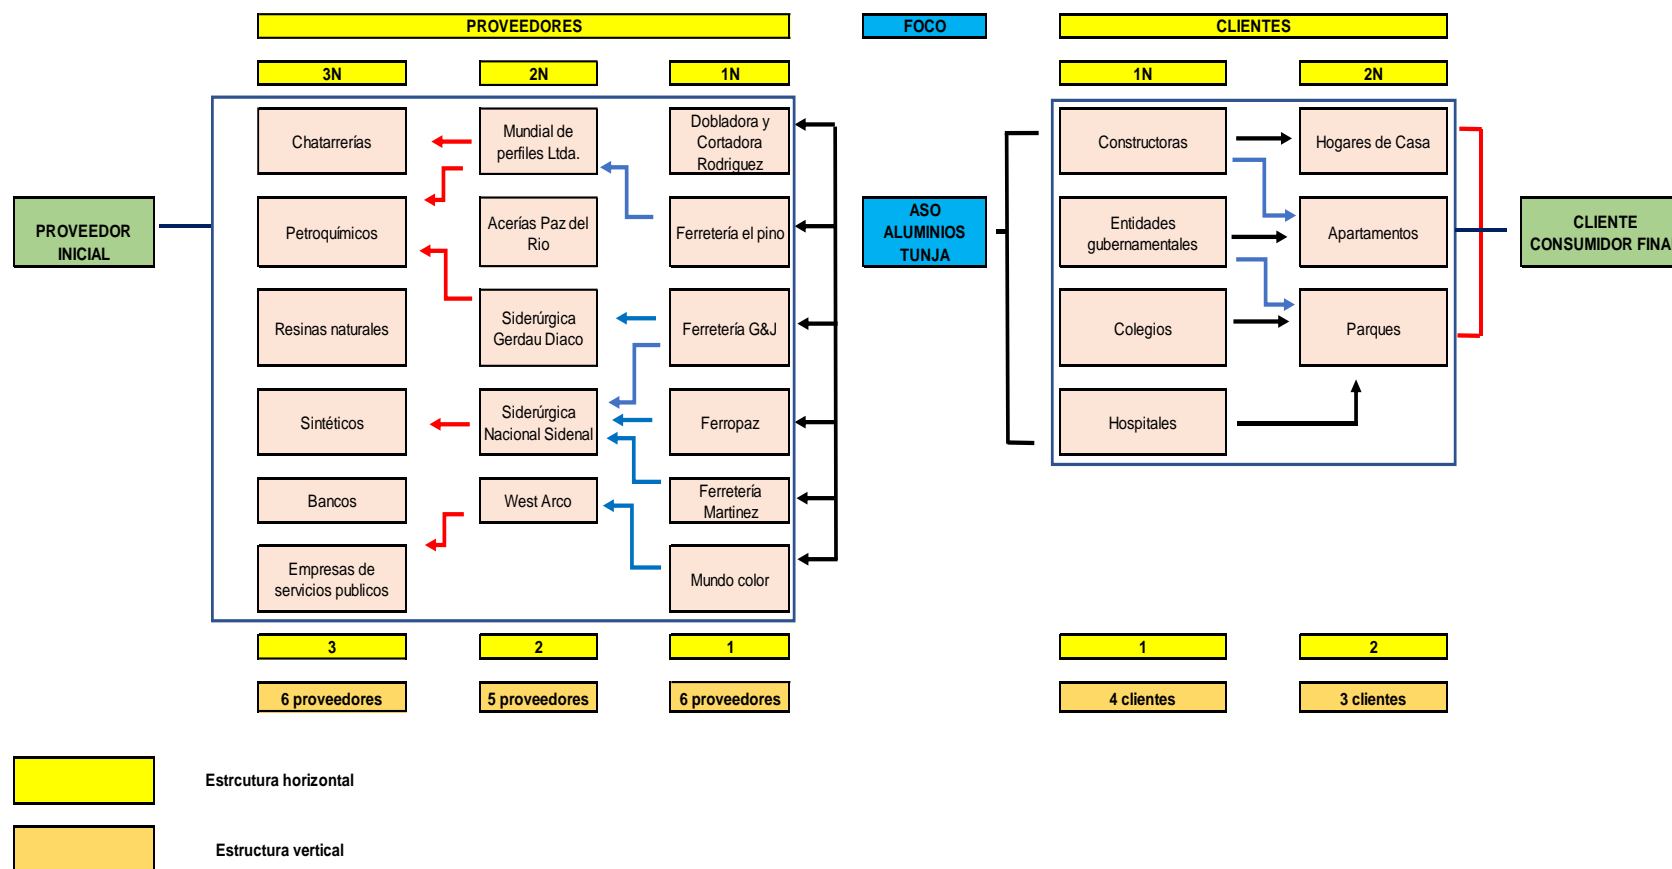 PROVEEDORES
FOCO
CLIENTES
3N
2N
1N
1N
2N
Chatarrerías
Mundial de
perfiles Ltda.
Dobladora y
Cortadora
Rodriguez
Constructoras
Hogares de Casa
PROVEEDOR
INICIAL
Petroquímicos
Acerías Paz del
Rio
Ferretería el pino
ASO
ALUMINIOS
TUNJA
Entidades
gubernamentales
Apartamentos
CLIENTE
CONSUMIDOR FINA
Resinas naturales
Siderúrgica
Gerdau Diaco
Ferretería G&J
Colegios
Parques
Sintéticos
Siderúrgica
Nacional Sidenal
Ferropaz
Hospitales
Bancos
West Arco
Ferretería
Martinez
Empresas de
servicios publicos
Mundo color
3
2
1
1
2
6 proveedores
5 proveedores
6 proveedores
4 clientes
3 clientes
Estrcutura horizontal
Estructura vertical